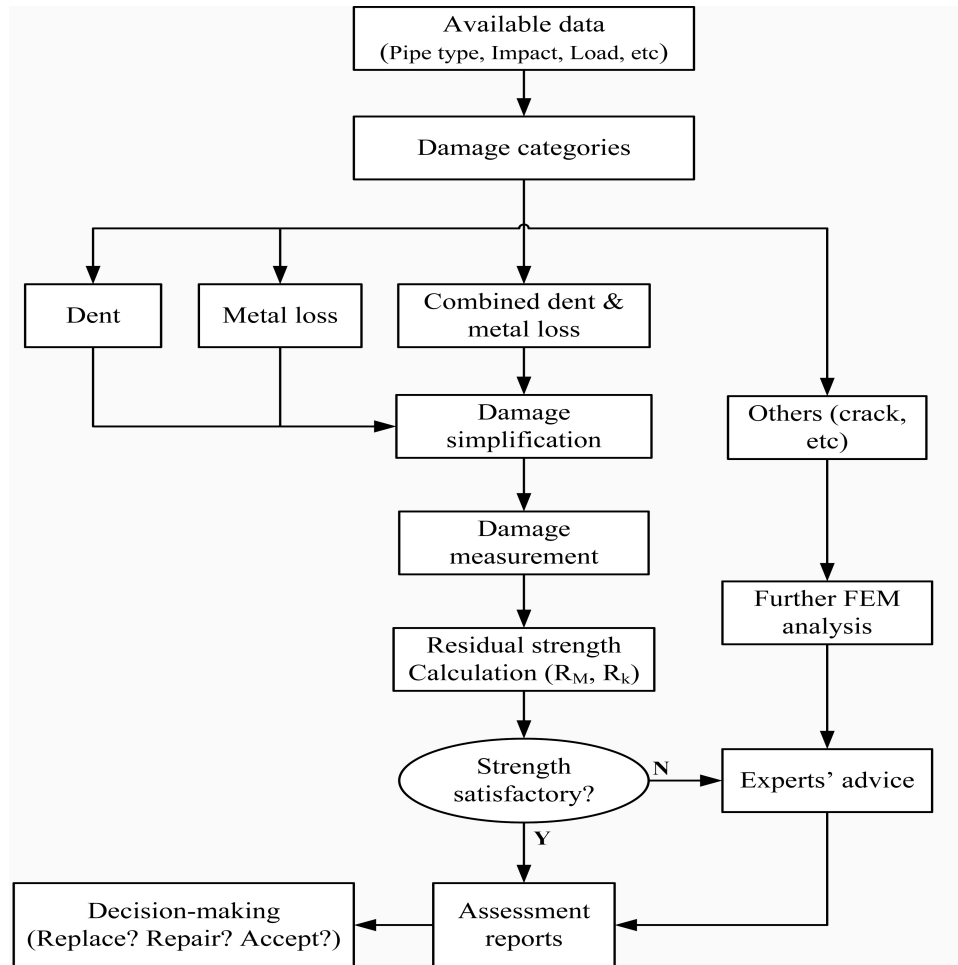 Available data
(Pipe type, Impact, Load, etc)
Damage categories
Dent
Metal loss
Combined dent &
metal loss
Damage
simplification
Others (crack,
etc)
Damage
measurement
Further FEM
analysis
Residual strength
Calculation (R_M, R_k)
Strength
satisfactory?
N
Experts’ advice
Y
Decision-making
(Replace? Repair? Accept?)
Assessment
reports